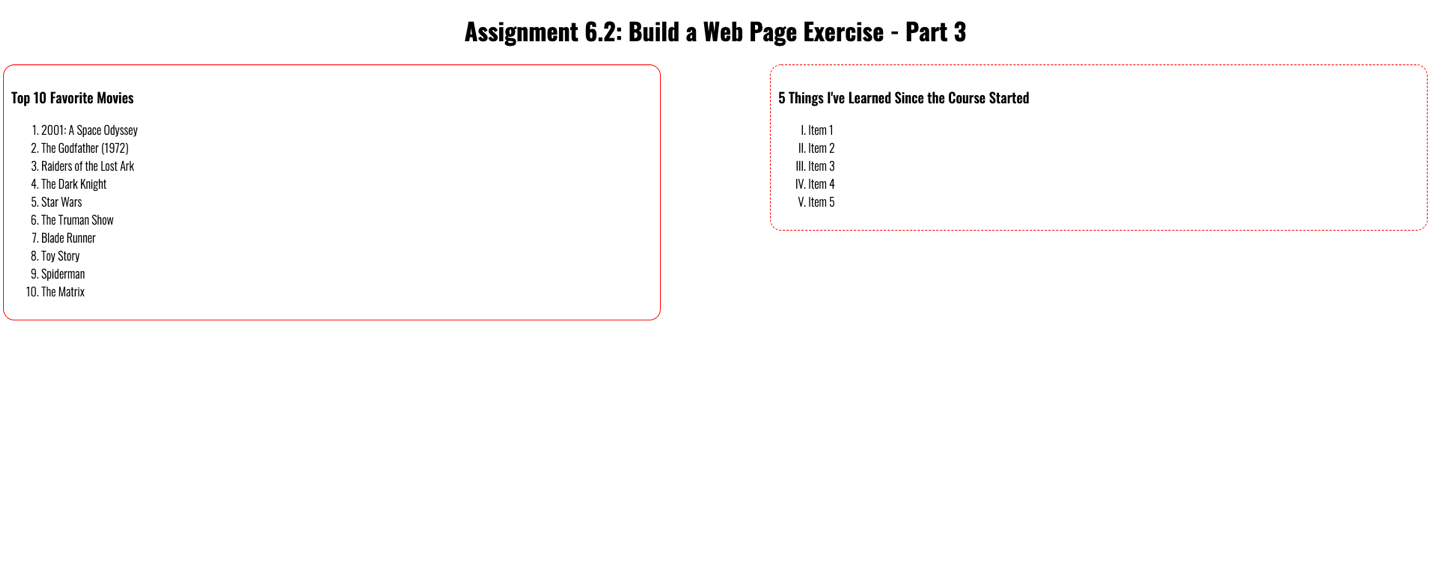 Assignment 6.2: Build a Web Page Exercise - Part 3
Top 10 Favorite Movies
1. 2001: A Space Odyssey
2. The Godfather (1972)
3. Raiders of the Lost Ark
4. The Dark Knight
5. Star Wars
6. The Truman Show
7. Blade Runner
8. Toy Story
9. Spiderman
10. The Matrix
5 Things I've Learned Since the Course Started
I. Item 1
II. Item 2
III. Item 3
IV. Item 4
V. Item 5